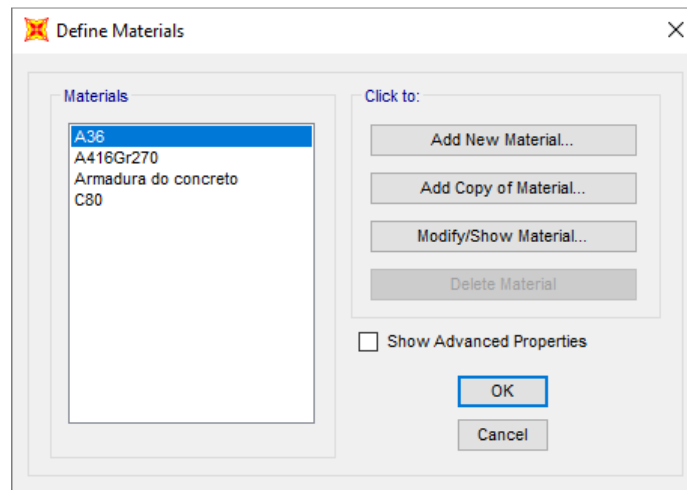 Define Materials
Materials
A36
A416Gr270
Armadura do concreto
C80
Click to:
Add New Material...
Add Copy of Material...
Modify/Show Material...
Delete Material
Show Advanced Properties
OK
Cancel